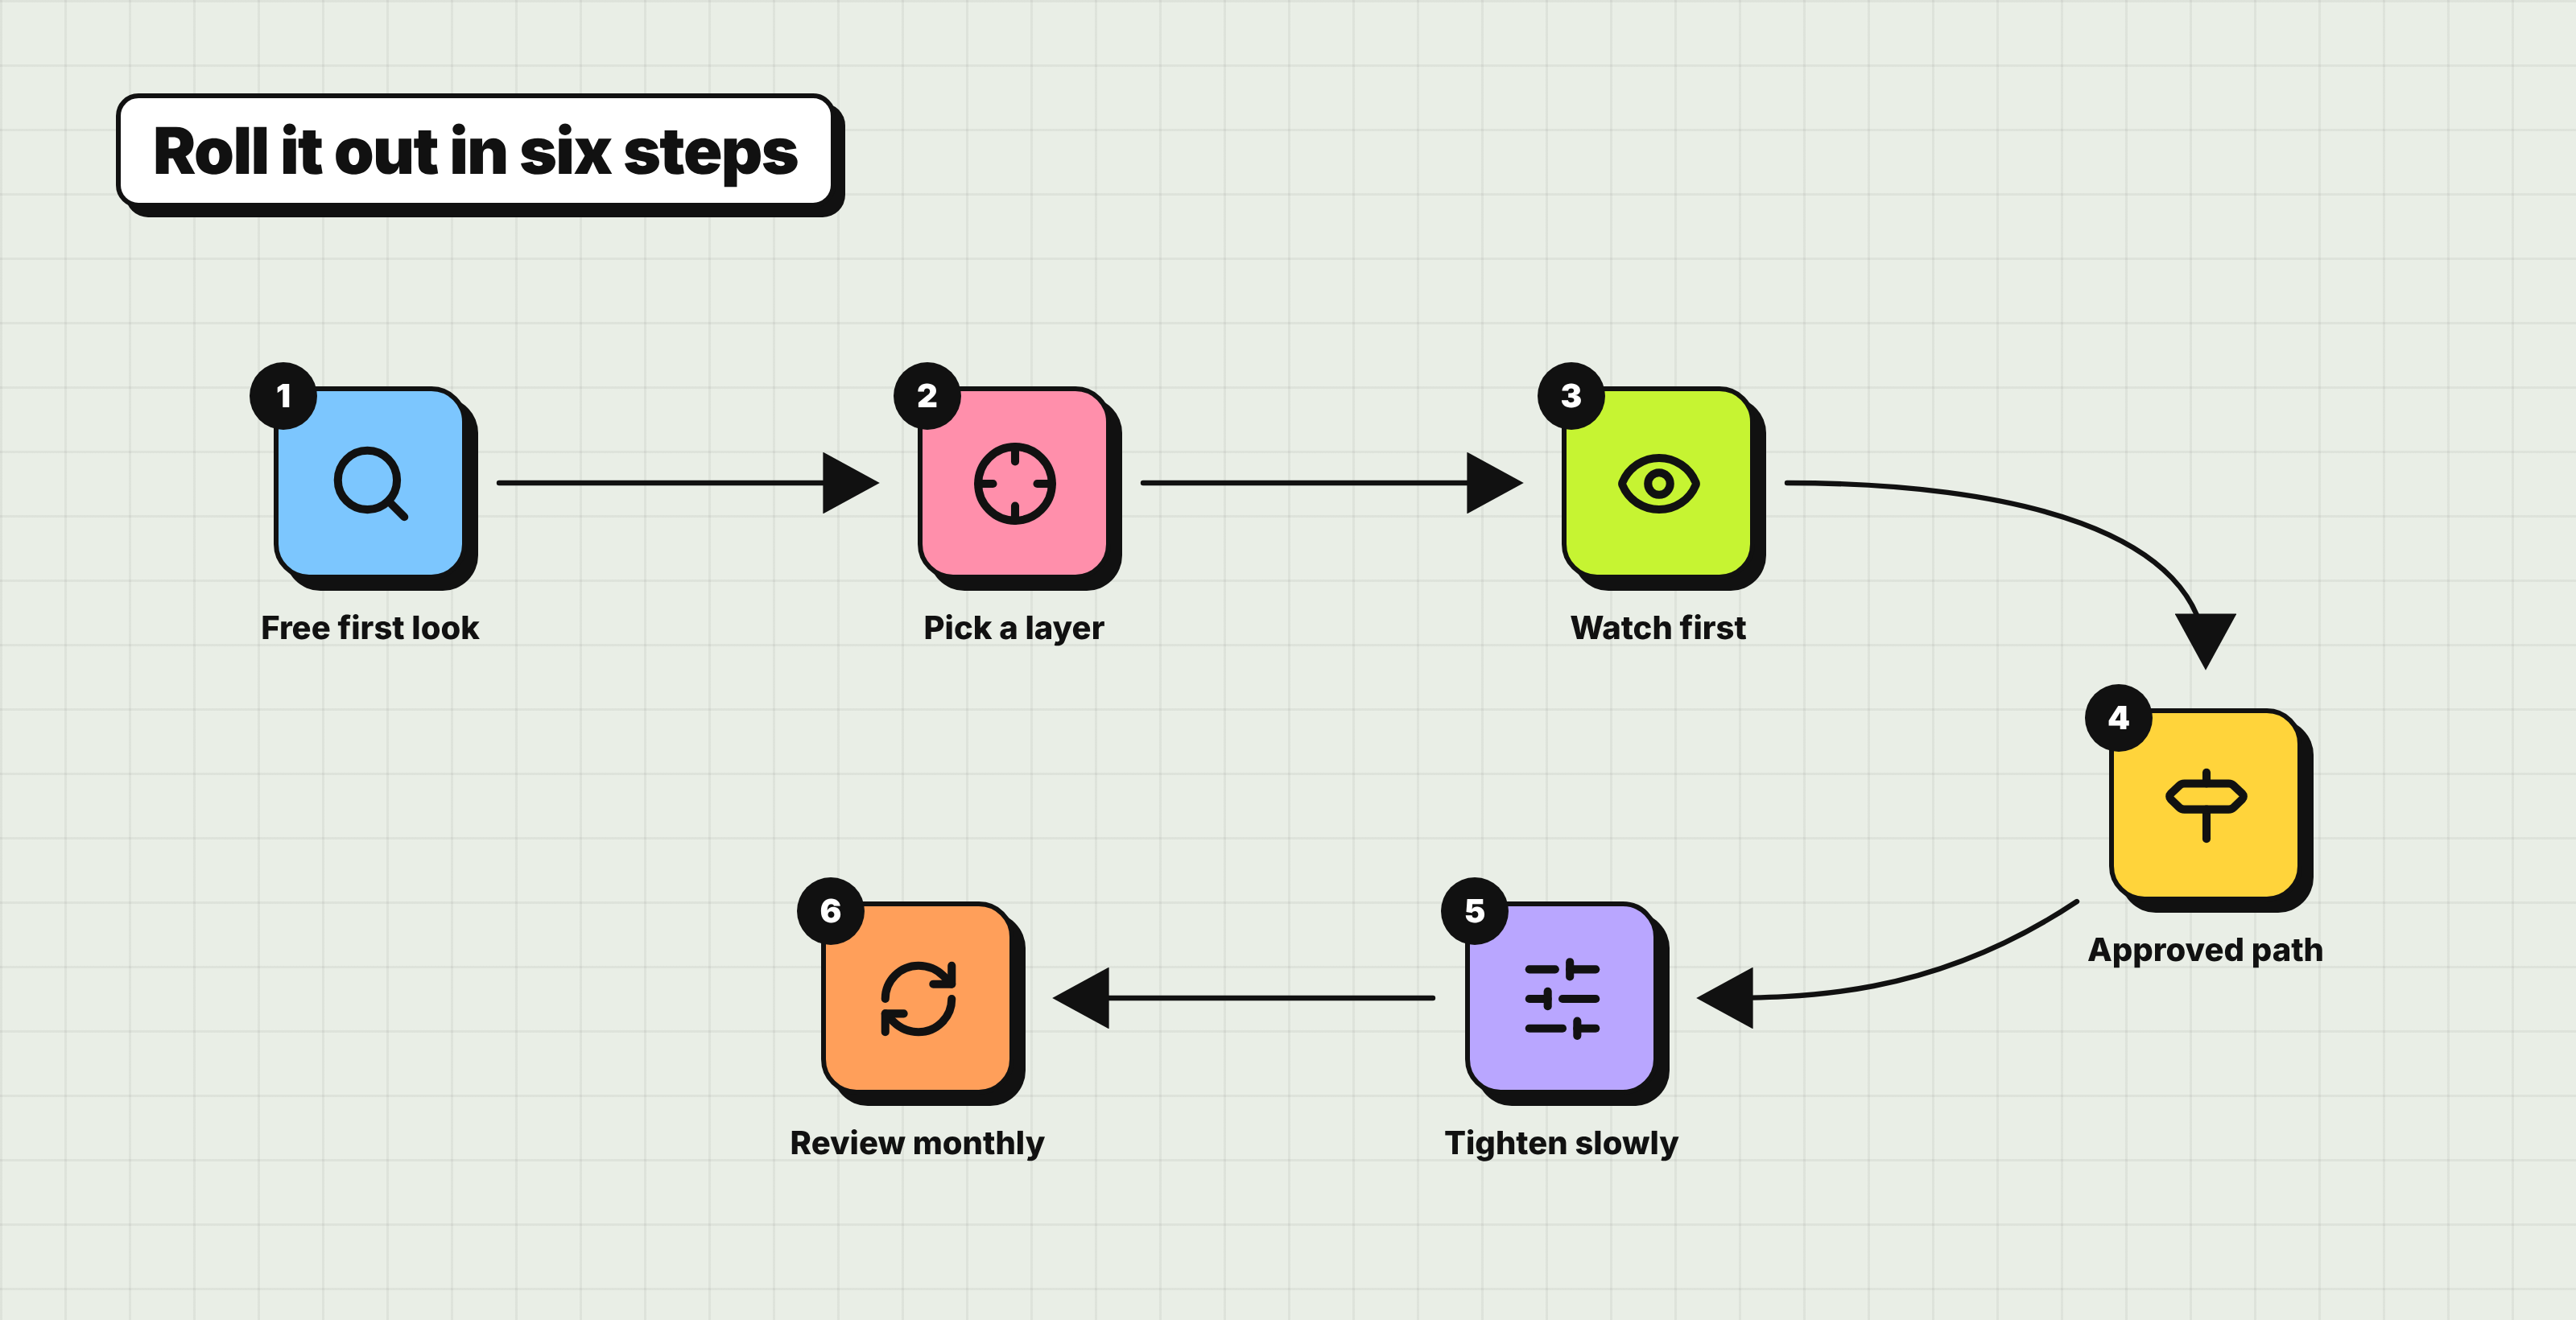 Roll it out in six steps
1
Free first look
2
Pick a layer
3
Watch first
4
Approved path
5
Tighten slowly
6
Review monthly